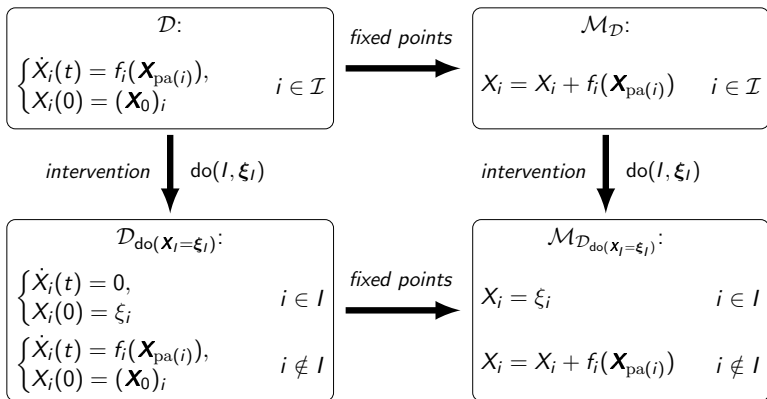 𝒟:
Ẋᵢ(t) = fᵢ(𝑿_pa(i)),
Xᵢ(0) = (𝑿₀)ᵢ
i ∈ ℐ
fixed points
ℳ_𝒟:
Xᵢ = Xᵢ + fᵢ(𝑿_pa(i)) i ∈ ℐ
intervention do(I, ξ_I)
intervention do(I, ξ_I)
𝒟_do(𝑿_I=ξ_I):
Ẋᵢ(t) = 0,
Xᵢ(0) = ξᵢ
i ∈ I
Ẋᵢ(t) = fᵢ(𝑿_pa(i)),
Xᵢ(0) = (𝑿₀)ᵢ
i ∉ I
fixed points
ℳ_𝒟_do(𝑿_I=ξ_I):
Xᵢ = ξᵢ i ∈ I
Xᵢ = Xᵢ + fᵢ(𝑿_pa(i)) i ∉ I